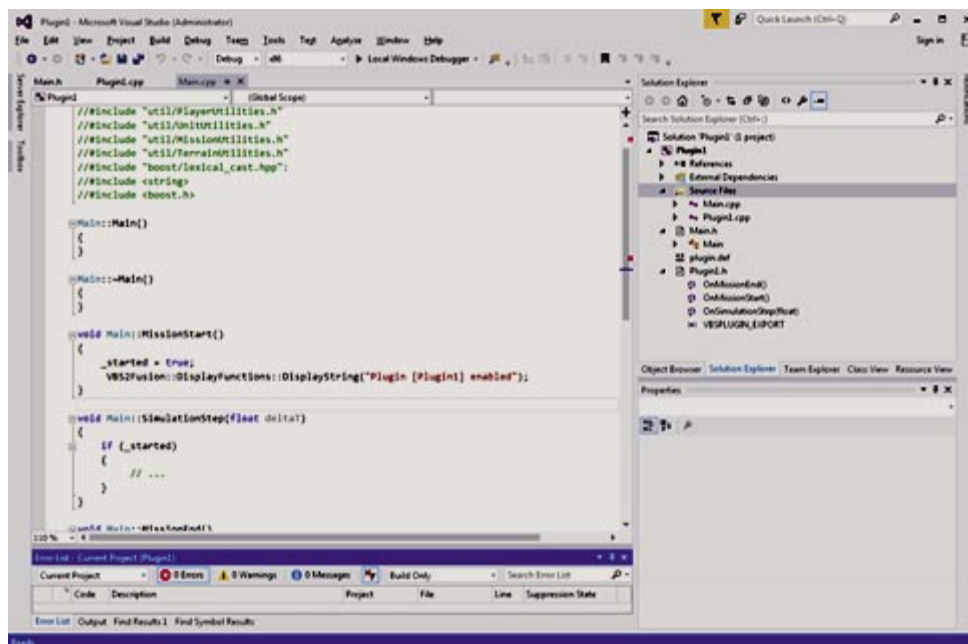 Plugin1 - Microsoft Visual Studio (Administrator)
Quick Launch (Ctrl+Q)
File Edit View Project Build Debug Team Tools Test Analyze Window Help
Sign in
Debug x86 Local Windows Debugger
Server Explorer
Toolbox
Main.h Plugin1.cpp Main.cpp
Plugin1 (Global Scope)
//#include "util/PlayerUtilities.h"
//#include "util/UnitUtilities.h"
//#include "util/MissionUtilities.h"
//#include "util/TerrainUtilities.h"
//#include "boost/lexical_cast.hpp":
//#include <string>
//#include <boost.h>
Main::Main()
{
}
Main::~Main()
{
}
void Main::MissionStart()
{
_started = true;
VBS2Fusion::DisplayFunctions::DisplayString("Plugin [Plugin1] enabled");
}
void Main::SimulationStep(float deltaT)
{
if (_started)
{
// ...
}
}
void Main::MissionEnd()
110 %
Error List - Current Project (Plugin1)
Current Project 0 Errors 0 Warnings 0 Messages Build Only Search Error List
Code Description Project File Line Suppression State
Error List Output Find Results 1 Find Symbol Results
Ready
Solution Explorer
Search Solution Explorer (Ctrl+;)
Solution 'Plugin1' (1 project)
Plugin1
References
External Dependencies
Source Files
Main.cpp
Plugin1.cpp
Main.h
Main
plugin.def
Plugin1.h
OnMissionEnd()
OnMissionStart()
OnSimulationStep(float)
VBSPLUGIN_EXPORT
Object Browser Solution Explorer Team Explorer Class View Resource View
Properties